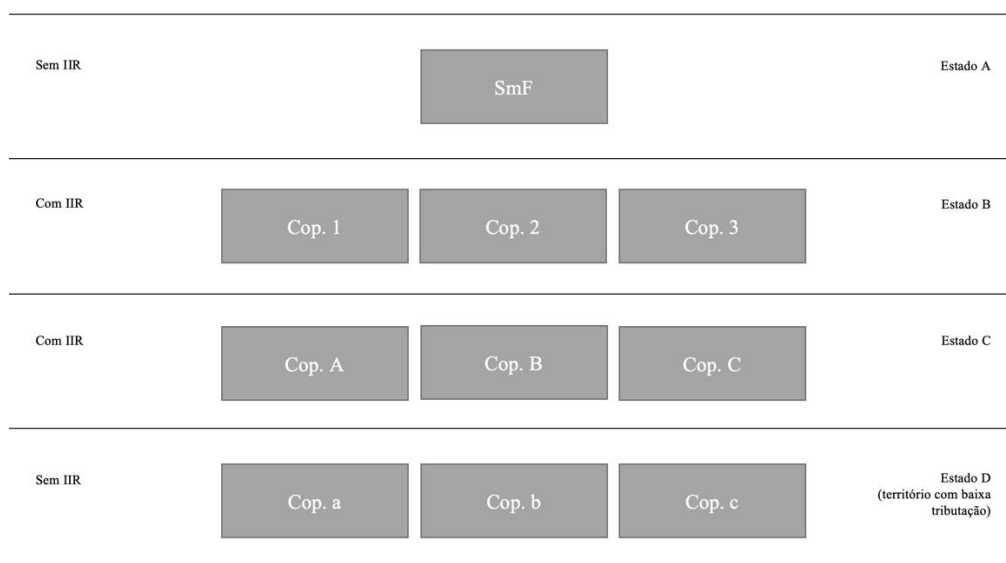 Sem IIR
SmF
Estado A
Com IIR
Cop. 1
Cop. 2
Cop. 3
Estado B
Com IIR
Cop. A
Cop. B
Cop. C
Estado C
Sem IIR
Cop. a
Cop. b
Cop. c
Estado D
(território com baixa
tributação)